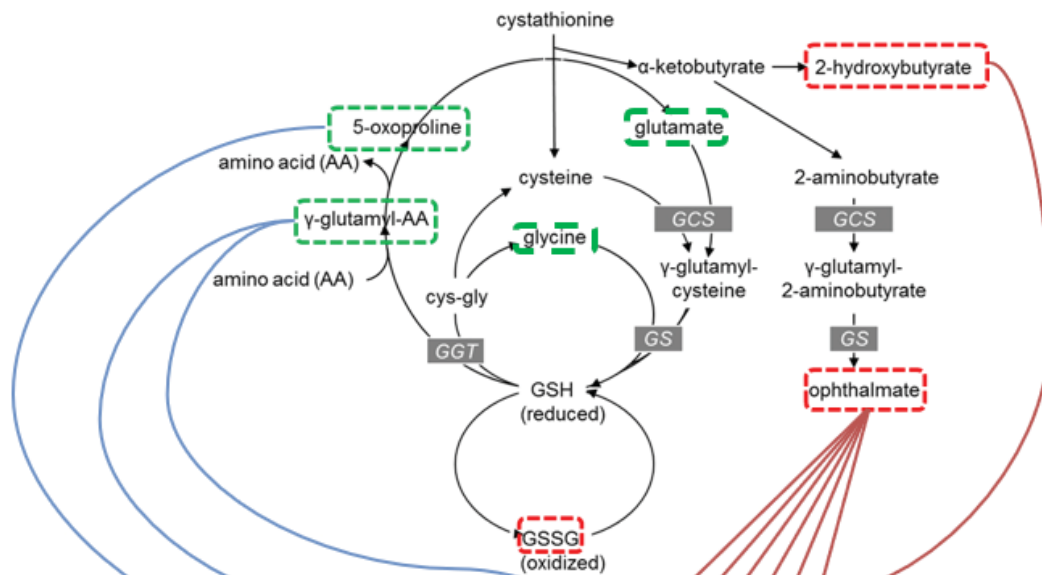 cystathionine
α-ketobutyrate
2-hydroxybutyrate
5-oxoproline
glutamate
amino acid (AA)
cysteine
2-aminobutyrate
γ-glutamyl-AA
GCS
GCS
glycine
γ-glutamyl-
cysteine
γ-glutamyl-
2-aminobutyrate
amino acid (AA)
cys-gly
GGT
GS
GS
GSH
(reduced)
ophthalmate
GSSG
(oxidized)